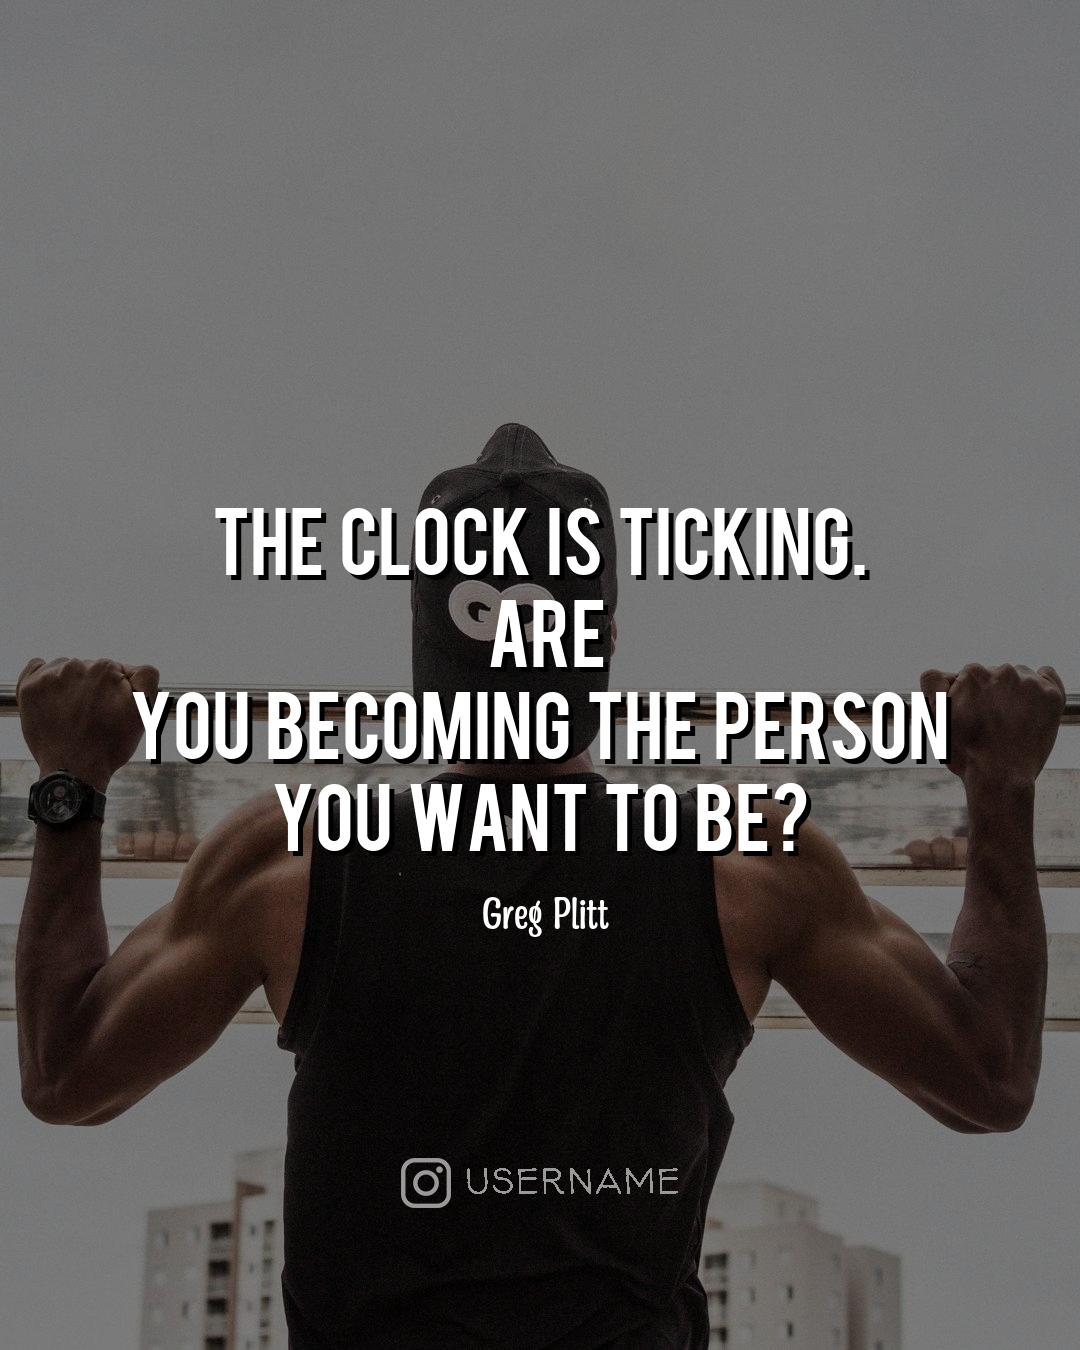 THE CLOCK IS TICKING.
ARE
YOU BECOMING THE PERSON
YOU WANT TO BE?
Greg Plitt
USERNAME